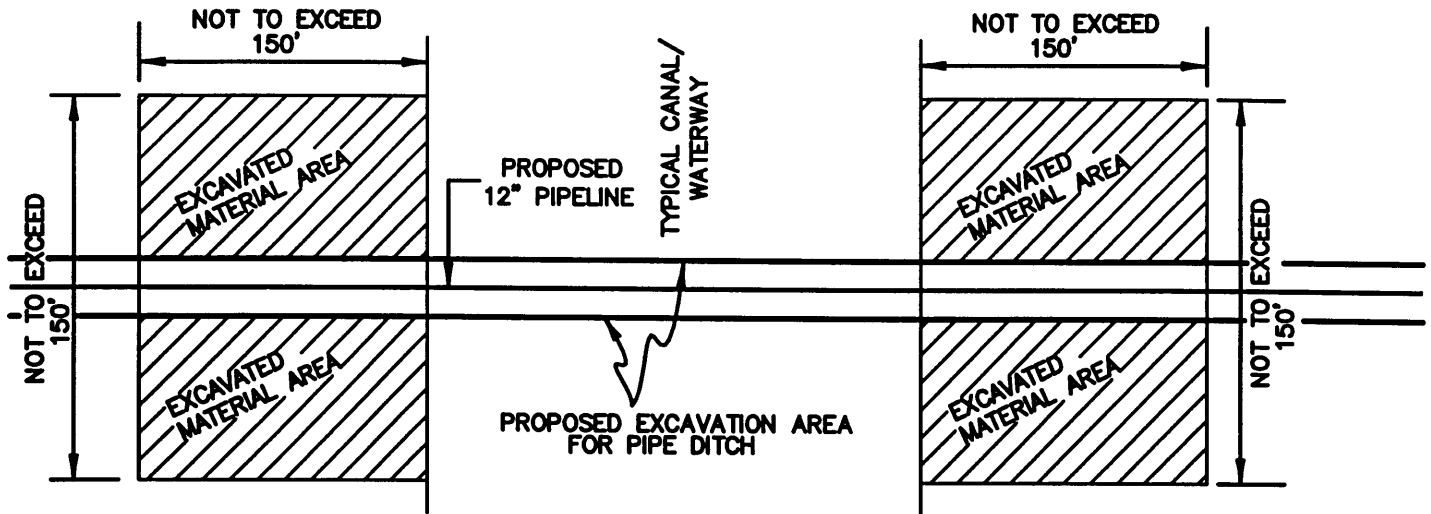 NOT TO EXCEED
150'
NOT TO EXCEED
150'
TYPICAL CANAL/
WATERWAY
EXCAVATED
MATERIAL AREA
PROPOSED
12" PIPELINE
EXCAVATED
MATERIAL AREA
NOT TO EXCEED
150'
NOT TO EXCEED
150'
EXCAVATED
MATERIAL AREA
PROPOSED EXCAVATION AREA
FOR PIPE DITCH
EXCAVATED
MATERIAL AREA